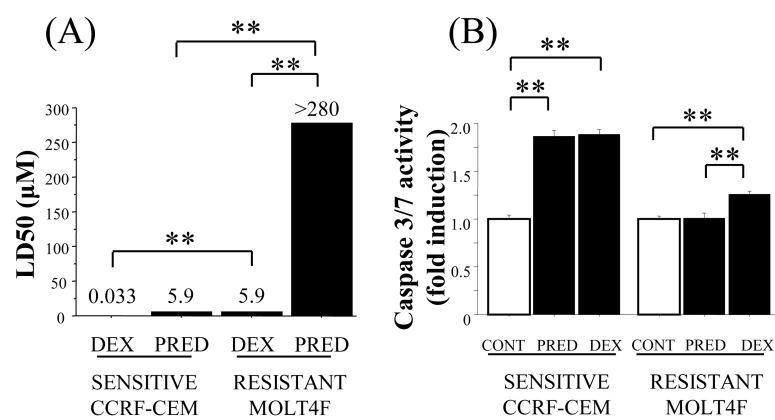 (A)
**
**
>280
300
250
200
150
100
50
0
LD50 (µM)
**
0.033 5.9 5.9
DEX PRED DEX PRED
SENSITIVE RESISTANT
CCRF-CEM MOLT4F
(B)
**
**
**
**
2.0
1.5
1.0
0.5
0
Caspase 3/7 activity
(fold induction)
CONT PRED DEX CONT PRED DEX
SENSITIVE RESISTANT
CCRF-CEM MOLT4F